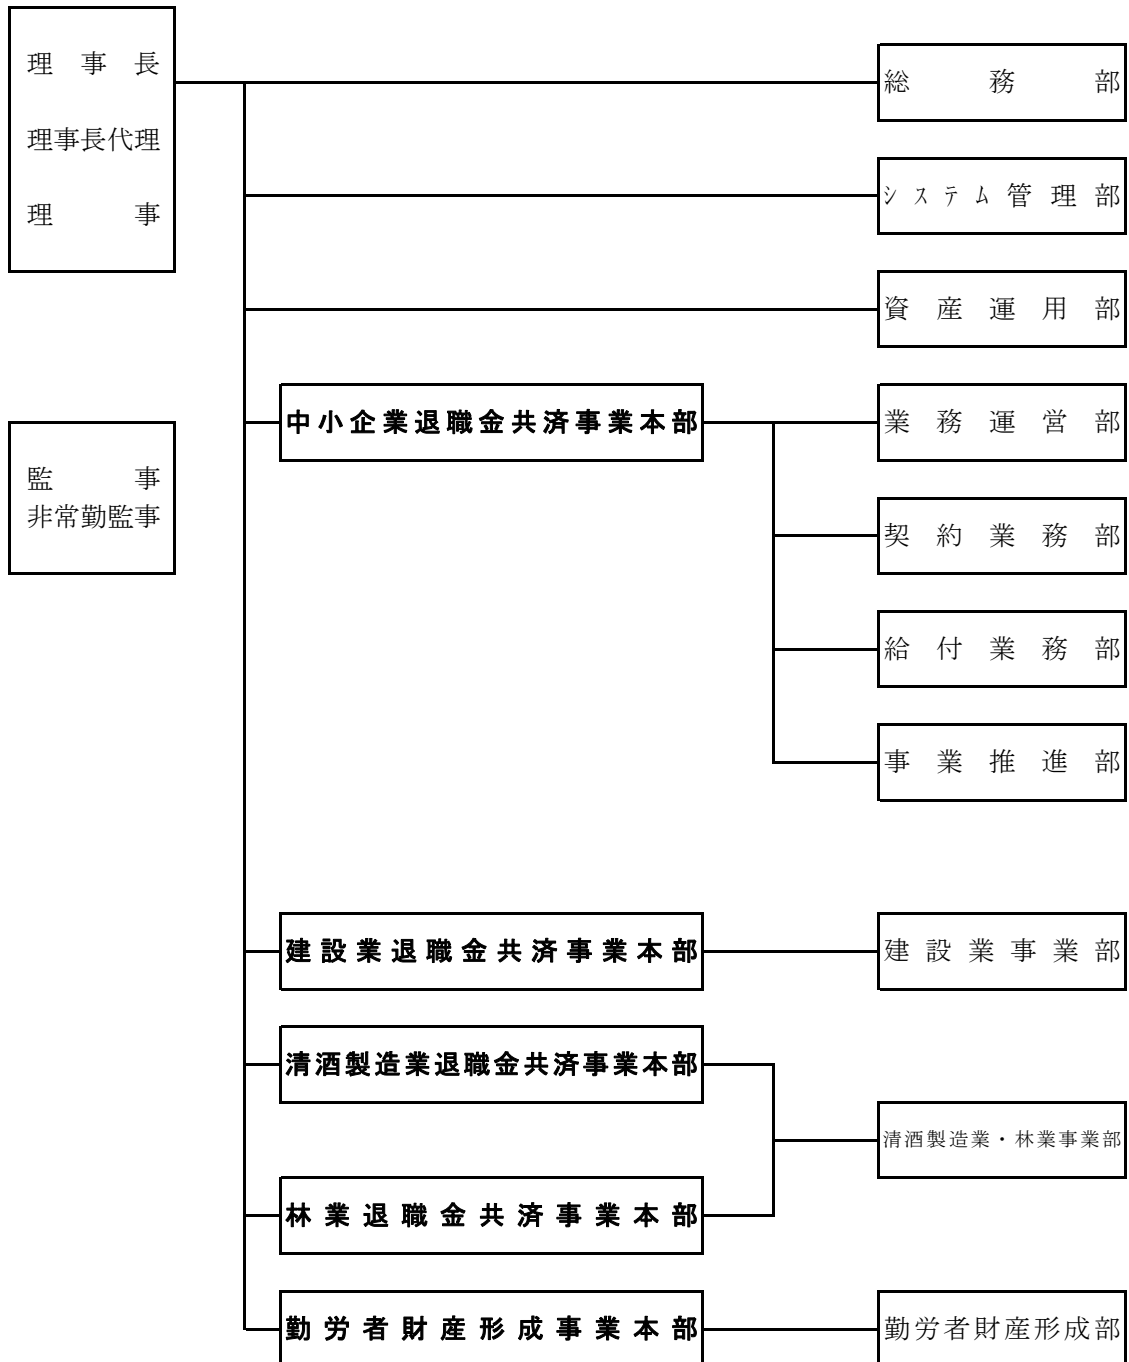 理事長
理事長代理
理事
監事
非常勤監事
総務部
ｼｽﾃﾑ管理部
資産運用部
中小企業退職金共済事業本部
業務運営部
契約業務部
給付業務部
事業推進部
建設業退職金共済事業本部
建設業事業部
清酒製造業退職金共済事業本部
清酒製造業・林業事業部
林業退職金共済事業本部
勤労者財産形成事業本部
勤労者財産形成部